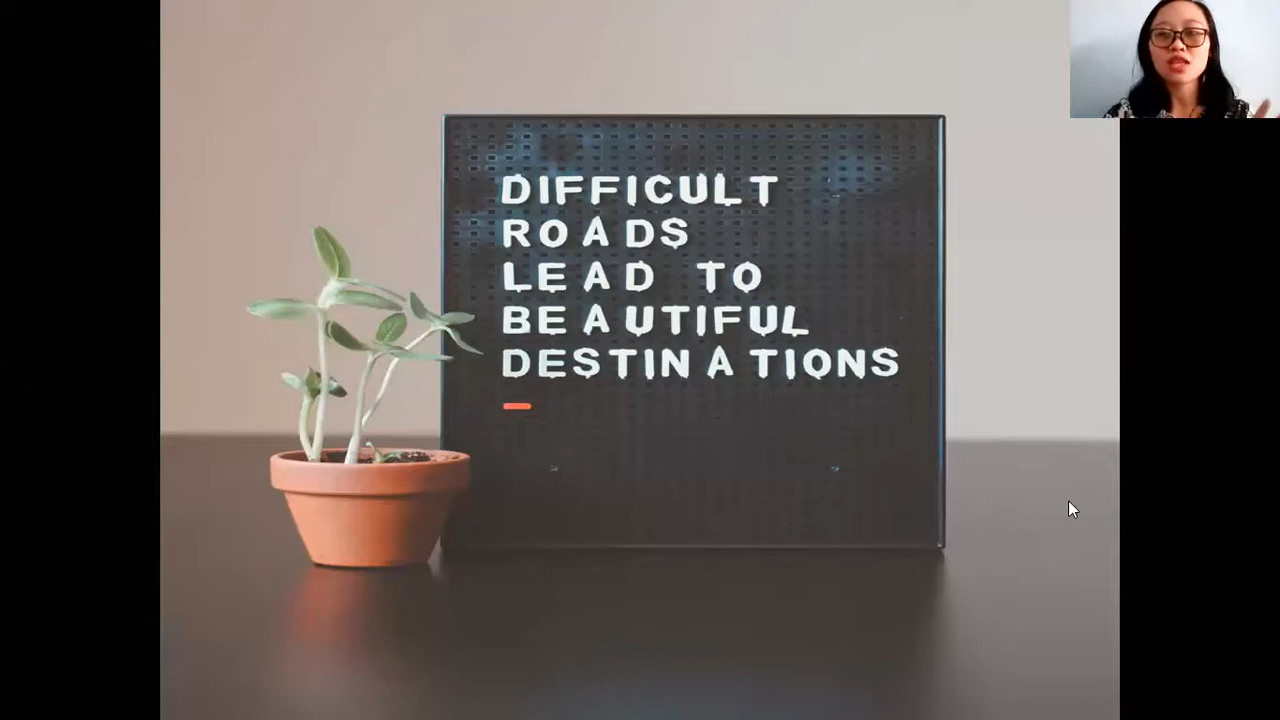 DIFFICULT
ROADS
LEAD TO
BEAUTIFUL
DESTINATIONS